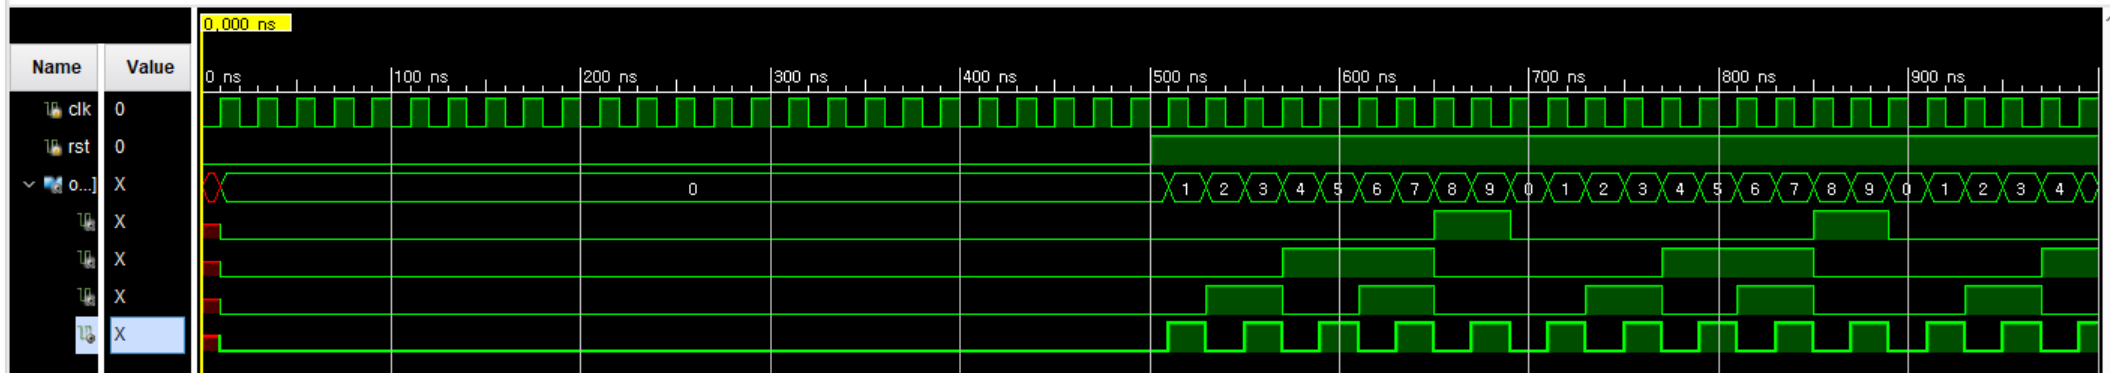 0,000 ns
Name Value
0 ns 100 ns 200 ns 300 ns 400 ns 500 ns 600 ns 700 ns 800 ns 900 ns
clk 0
rst 0
o...] X 0 1 2 3 4 5 6 7 8 9 0 1 2 3 4 5 6 7 8 9 0 1 2 3 4
X
X
X
X